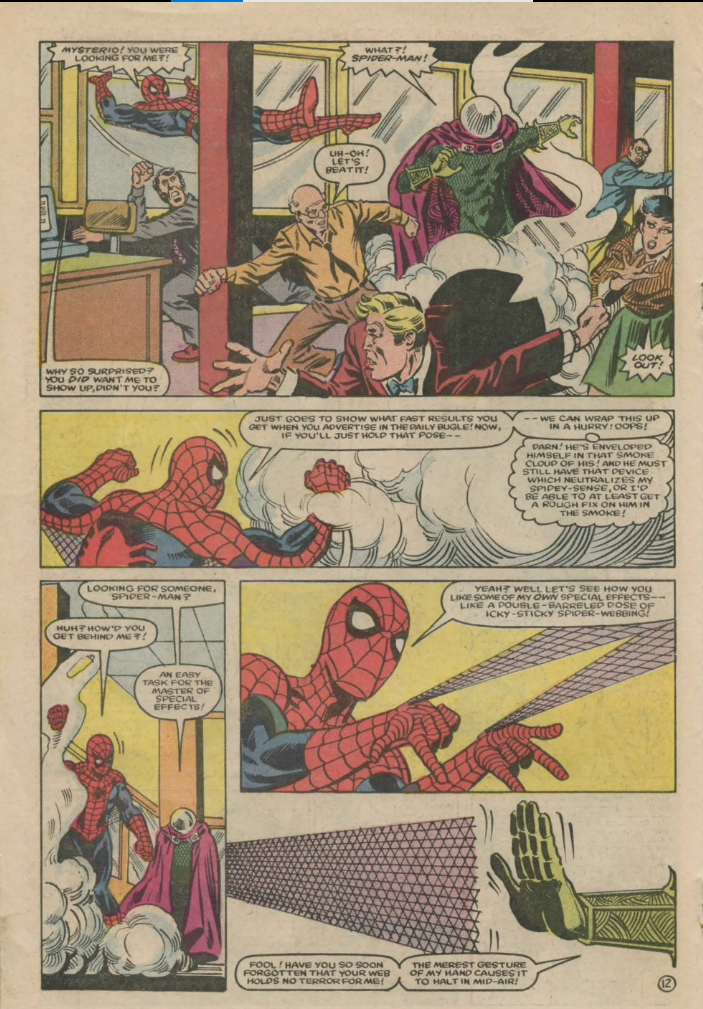 MYSTERIO! YOU WERE
LOOKING FOR ME?!
WHAT?!
SPIDER-MAN!
UH-OH!
LET'S
BEAT IT!
WHY SO SURPRISED?
YOU DID WANT ME TO
SHOW UP, DIDN'T YOU?
LOOK
OUT!
JUST GOES TO SHOW WHAT FAST RESULTS YOU
GET WHEN YOU ADVERTISE IN THE DAILY BUGLE! NOW,
IF YOU'LL JUST HOLD THAT POSE--
--WE CAN WRAP THIS UP
IN A HURRY! OOPS!
DARN! HE'S ENVELOPED
HIMSELF IN THAT SMOKE
CLOUD OF HIS! AND HE MUST
STILL HAVE THAT DEVICE
WHICH NEUTRALIZES MY
SPIDEY-SENSE, OR I'D
BE ABLE TO AT LEAST GET
A ROUGH FIX ON HIM IN
THE SMOKE!
LOOKING FOR SOMEONE,
SPIDER-MAN?
HUH? HOW'D YOU
GET BEHIND ME?!
AN EASY
TASK FOR THE
MASTER OF
SPECIAL
EFFECTS!
YEAH? WELL LET'S SEE HOW YOU
LIKE SOME OF MY OWN SPECIAL EFFECTS--
LIKE A DOUBLE-BARRELED DOSE OF
ICKY-STICKY SPIDER-WEBBING!
FOOL! HAVE YOU SO SOON
FORGOTTEN THAT YOUR WEB
HOLDS NO TERROR FOR ME!
THE MEREST GESTURE
OF MY HAND CAUSES IT
TO HALT IN MID-AIR!
12